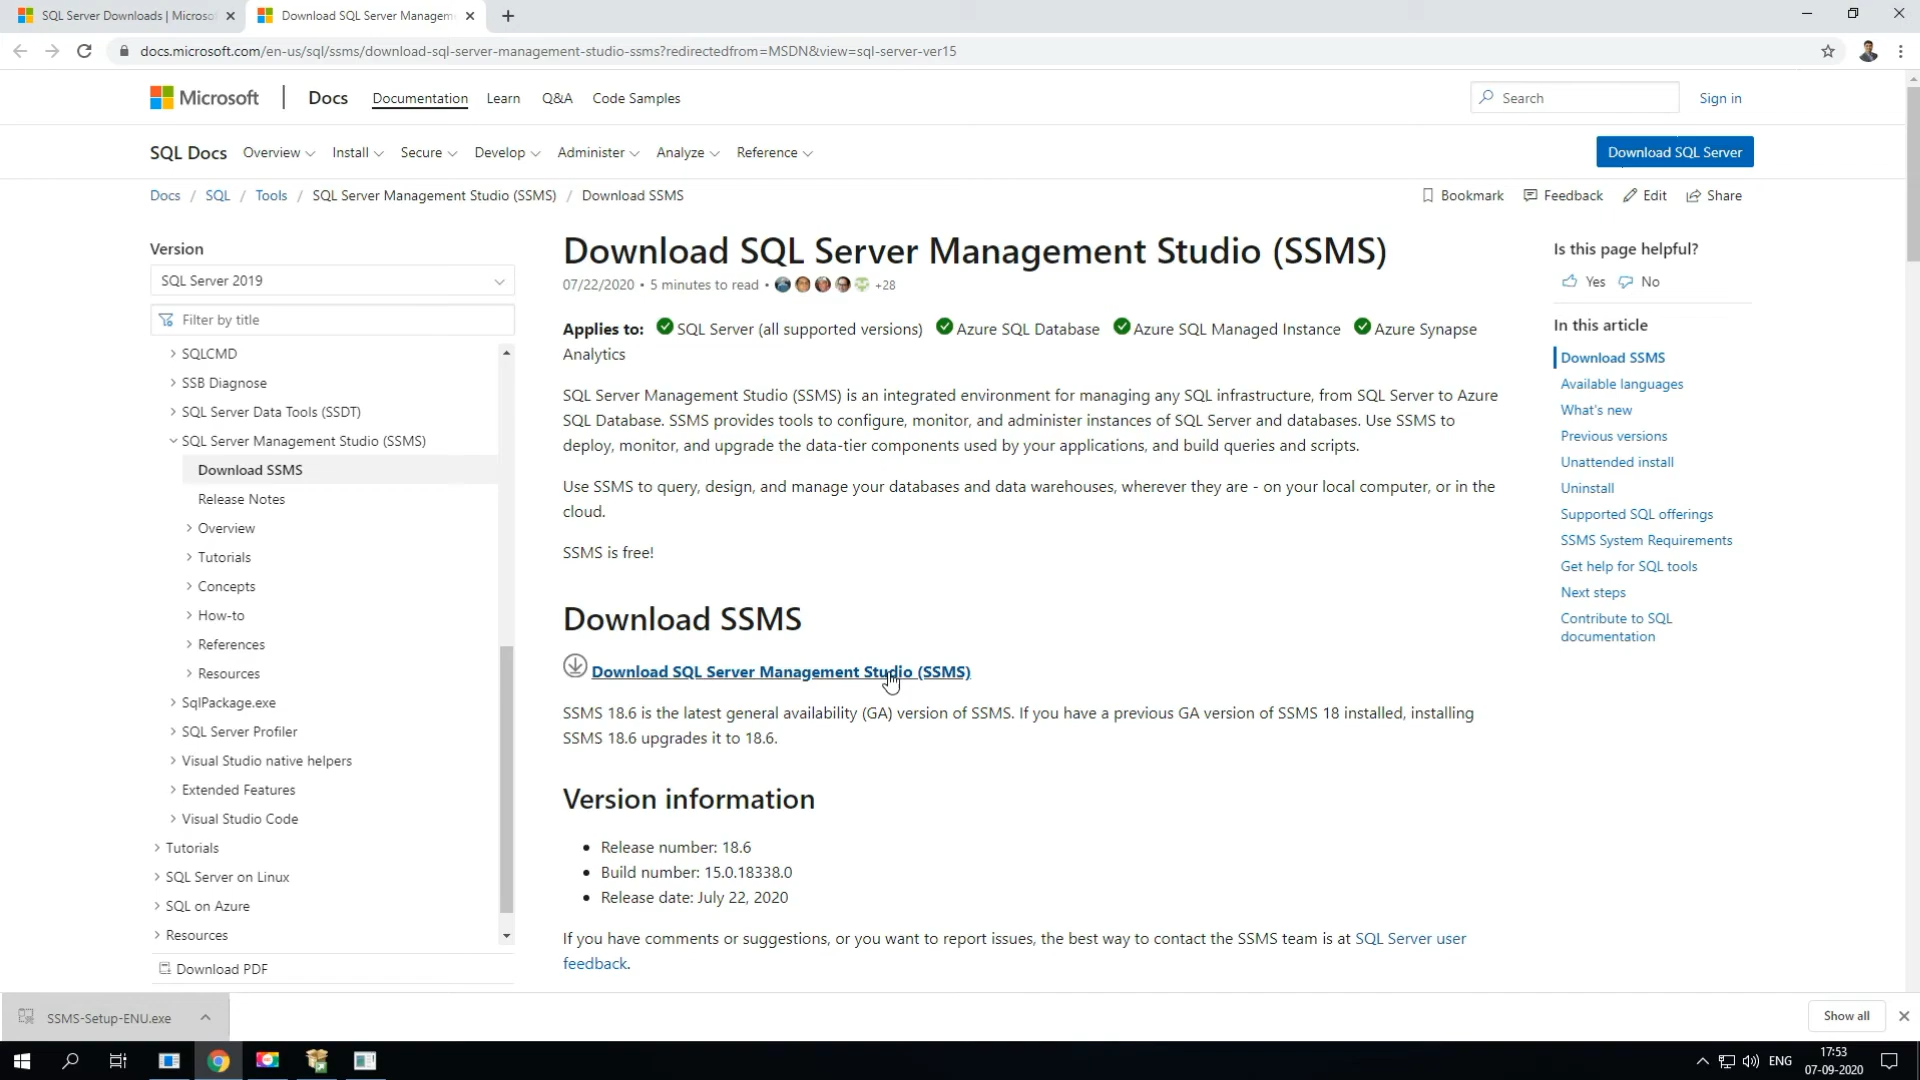 SQL Server Downloads | Microso
Download SQL Server Managem
docs.microsoft.com/en-us/sql/ssms/download-sql-server-management-studio-ssms?redirectedfrom=MSDN&view=sql-server-ver15
Microsoft
Docs
Documentation
Learn
Q&A
Code Samples
Search
Sign in
SQL Docs
Overview
Install
Secure
Develop
Administer
Analyze
Reference
Download SQL Server
Docs / SQL / Tools / SQL Server Management Studio (SSMS) / Download SSMS
Bookmark
Feedback
Edit
Share
Version
SQL Server 2019
Filter by title
SQLCMD
SSB Diagnose
SQL Server Data Tools (SSDT)
SQL Server Management Studio (SSMS)
Download SSMS
Release Notes
Overview
Tutorials
Concepts
How-to
References
Resources
SqlPackage.exe
SQL Server Profiler
Visual Studio native helpers
Extended Features
Visual Studio Code
Tutorials
SQL Server on Linux
SQL on Azure
Resources
Download PDF
Download SQL Server Management Studio (SSMS)
07/22/2020 • 5 minutes to read • +28
Applies to: SQL Server (all supported versions) Azure SQL Database Azure SQL Managed Instance Azure Synapse
Analytics
SQL Server Management Studio (SSMS) is an integrated environment for managing any SQL infrastructure, from SQL Server to Azure
SQL Database. SSMS provides tools to configure, monitor, and administer instances of SQL Server and databases. Use SSMS to
deploy, monitor, and upgrade the data-tier components used by your applications, and build queries and scripts.
Use SSMS to query, design, and manage your databases and data warehouses, wherever they are - on your local computer, or in the
cloud.
SSMS is free!
Download SSMS
Download SQL Server Management Studio (SSMS)
SSMS 18.6 is the latest general availability (GA) version of SSMS. If you have a previous GA version of SSMS 18 installed, installing
SSMS 18.6 upgrades it to 18.6.
Version information
• Release number: 18.6
• Build number: 15.0.18338.0
• Release date: July 22, 2020
If you have comments or suggestions, or you want to report issues, the best way to contact the SSMS team is at SQL Server user
feedback.
Is this page helpful?
Yes
No
In this article
Download SSMS
Available languages
What's new
Previous versions
Unattended install
Uninstall
Supported SQL offerings
SSMS System Requirements
Get help for SQL tools
Next steps
Contribute to SQL
documentation
SSMS-Setup-ENU.exe
Show all
ENG
17:53
07-09-2020